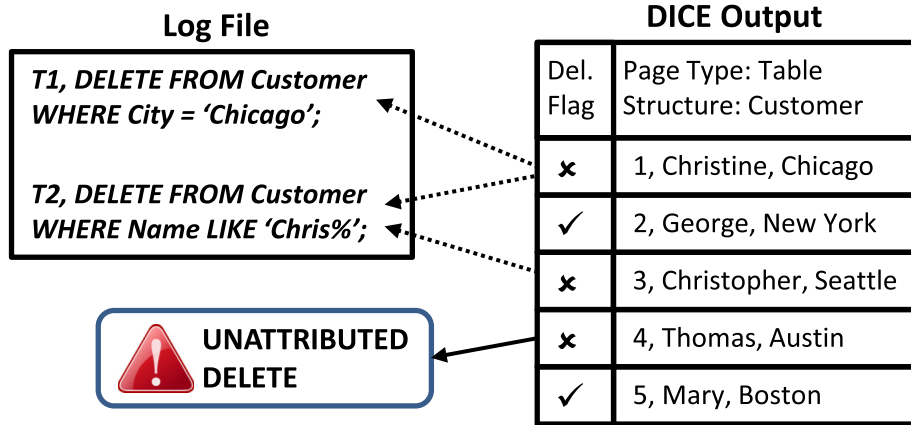 Log File
T1, DELETE FROM Customer
WHERE City = ‘Chicago’;
T2, DELETE FROM Customer
WHERE Name LIKE ‘Chris%’;
UNATTRIBUTED
DELETE
DICE Output
Del.
Flag
Page Type: Table
Structure: Customer
✘ 1, Christine, Chicago
✓ 2, George, New York
✘ 3, Christopher, Seattle
✘ 4, Thomas, Austin
✓ 5, Mary, Boston